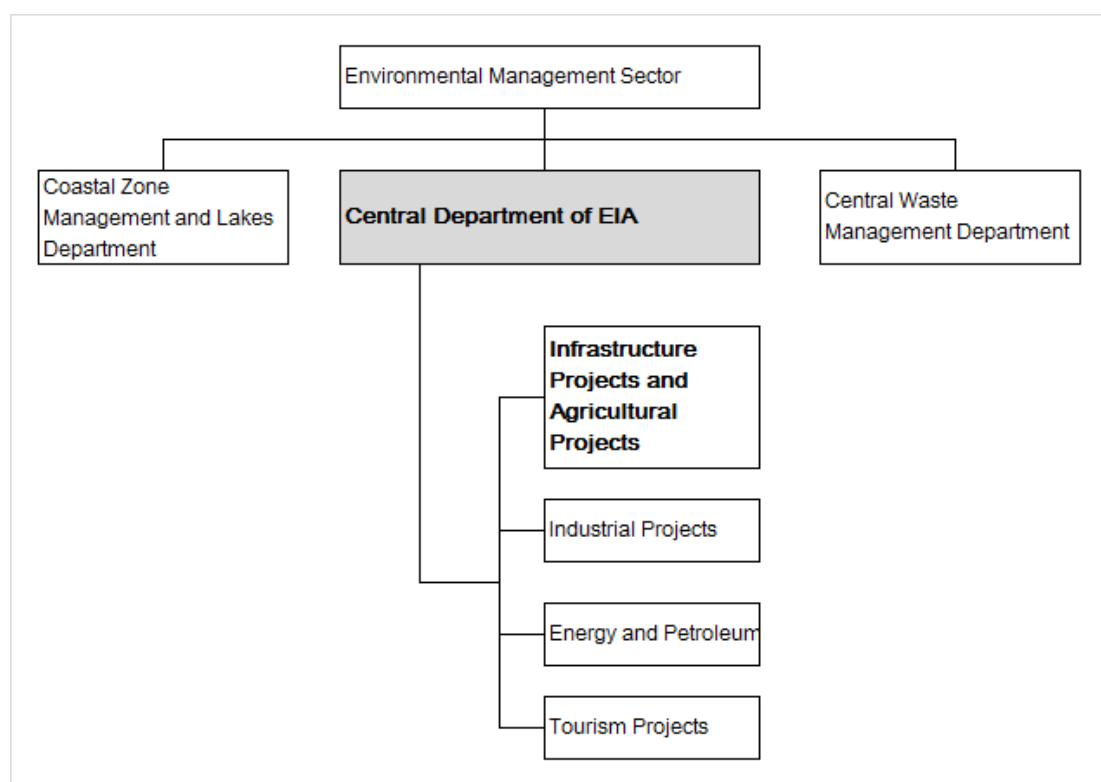 Environmental Management Sector
Coastal Zone
Management and Lakes
Department
Central Department of EIA
Central Waste
Management Department
Infrastructure
Projects and
Agricultural
Projects
Industrial Projects
Energy and Petroleum
Tourism Projects